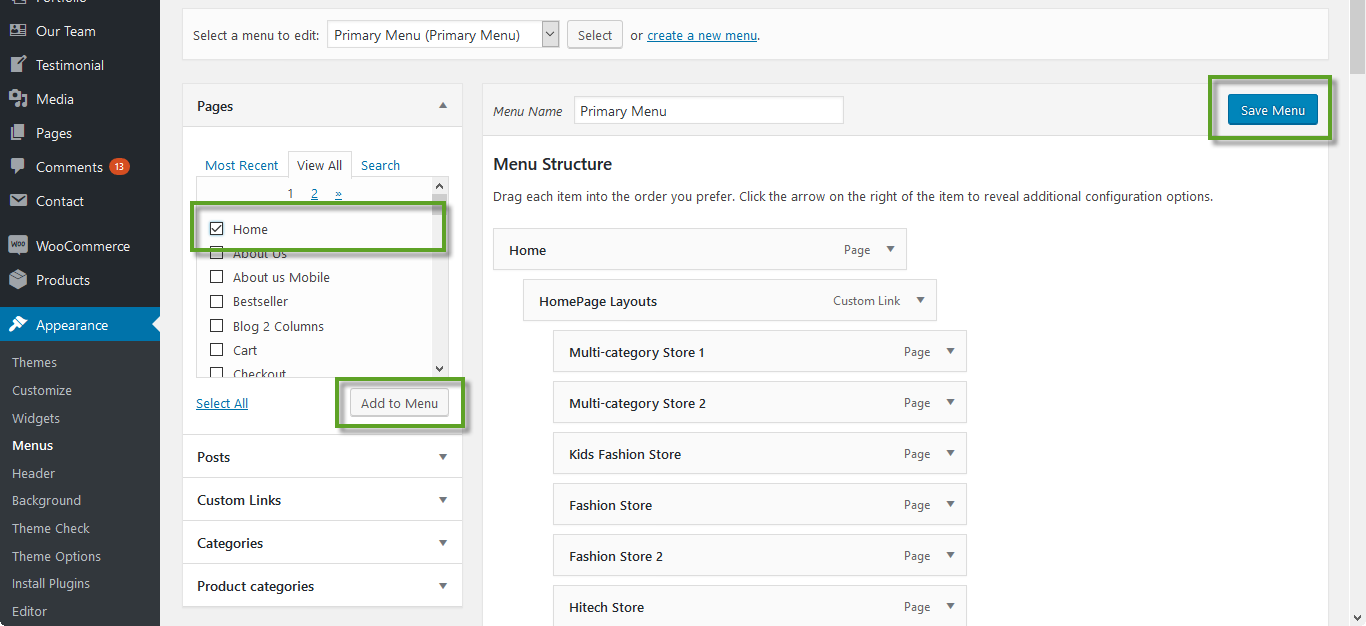 Portfolio
Our Team
Testimonial
Media
Pages
Comments 13
Contact
WOO WooCommerce
Products
Appearance
Themes
Customize
Widgets
Menus
Header
Background
Theme Check
Theme Options
Install Plugins
Editor
Select a menu to edit: Primary Menu (Primary Menu) Select or create a new menu.
Pages
Most Recent View All Search
1 2 »
Home
About Us
About us Mobile
Bestseller
Blog 2 Columns
Cart
Checkout
Select All Add to Menu
Posts
Custom Links
Categories
Product categories
Menu Name Primary Menu Save Menu
Menu Structure
Drag each item into the order you prefer. Click the arrow on the right of the item to reveal additional configuration options.
Home Page
HomePage Layouts Custom Link
Multi-category Store 1 Page
Multi-category Store 2 Page
Kids Fashion Store Page
Fashion Store Page
Fashion Store 2 Page
Hitech Store Page